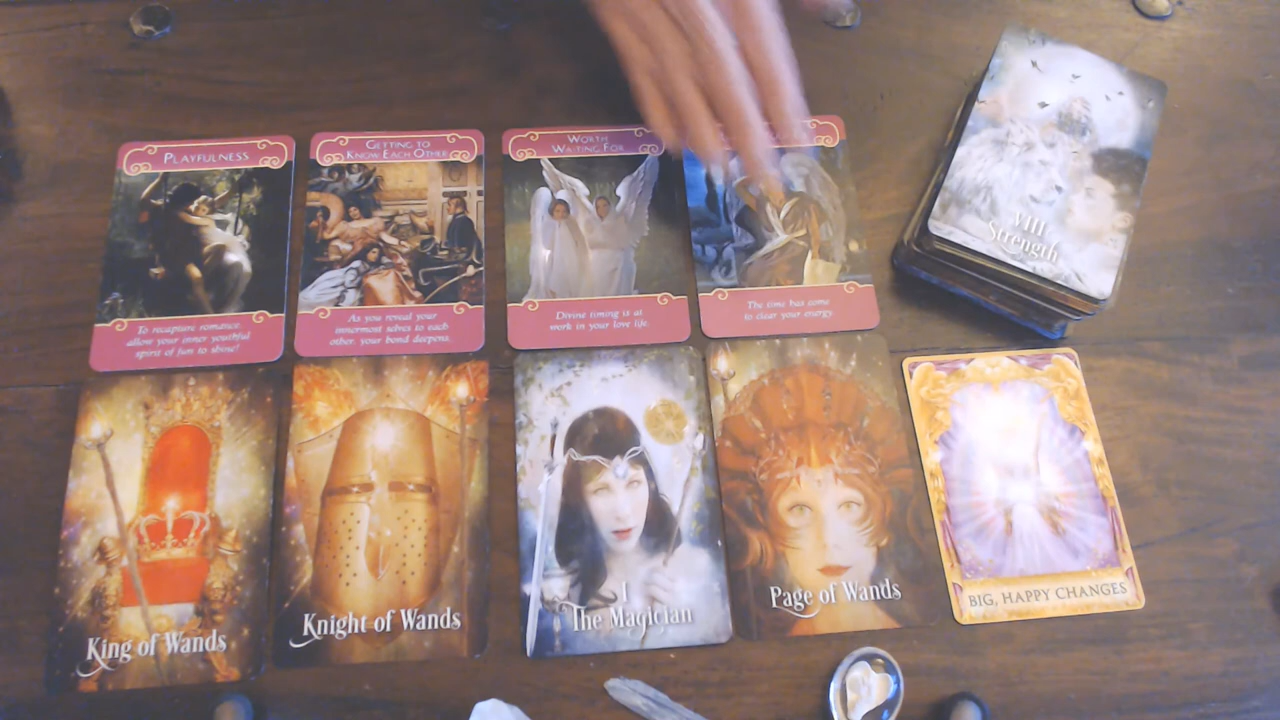 PLAYFULNESS
To recapture romance,
allow your inner youthful
spirit of fun to shine!
GETTING TO
KNOW EACH OTHER
As you reveal your
innermost selves to each
other, your bond deepens.
WORTH
WAITING FOR
Divine timing is at
work in your love life.
The time has come
to clear your energy.
VIII
Strength
King of Wands
Knight of Wands
I
The Magician
Page of Wands
BIG, HAPPY CHANGES